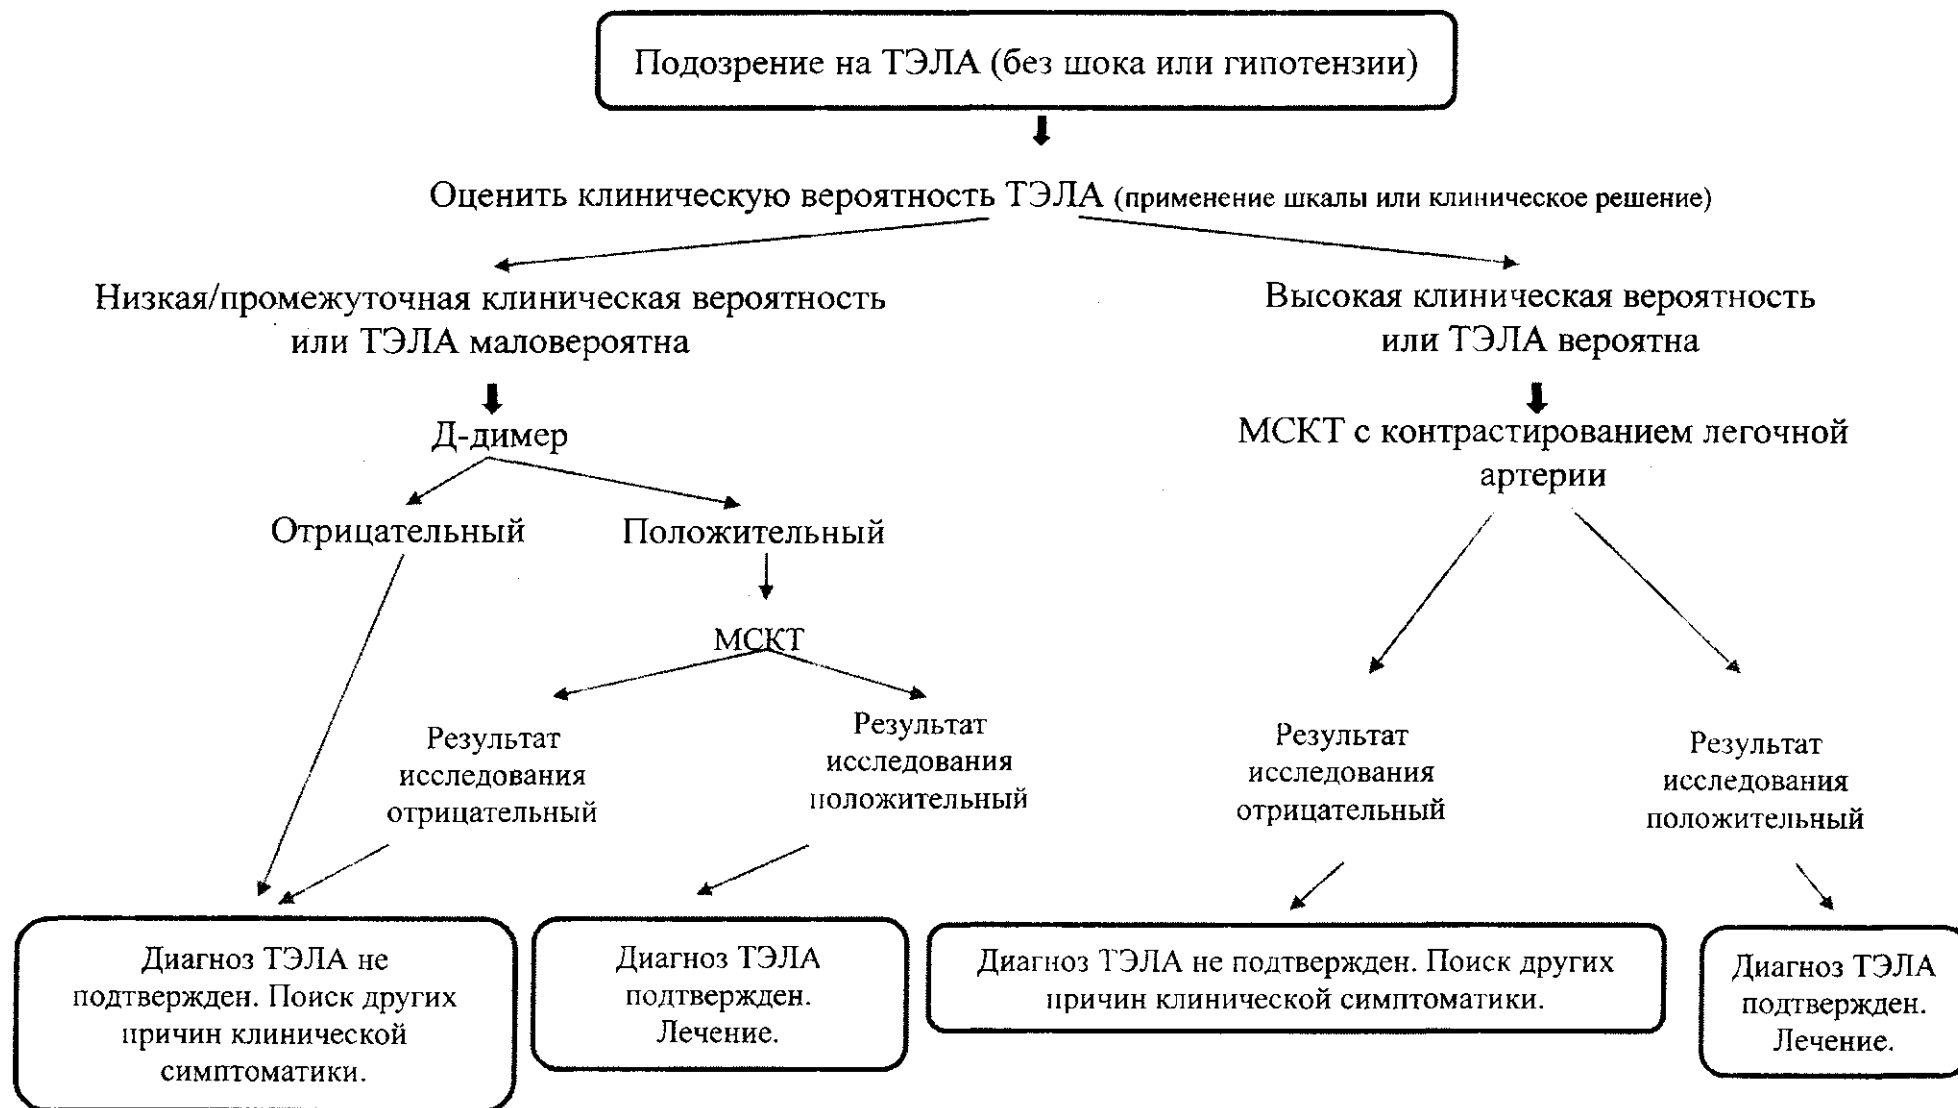 Подозрение на ТЭЛА (без шока или гипотензии)
Оценить клиническую вероятность ТЭЛА (применение шкалы или клиническое решение)
Низкая/промежуточная клиническая вероятность
или ТЭЛА маловероятна
Высокая клиническая вероятность
или ТЭЛА вероятна
Д-димер
МСКТ с контрастированием легочной
артерии
Отрицательный
Положительный
МСКТ
Результат
исследования
отрицательный
Результат
исследования
положительный
Результат
исследования
отрицательный
Результат
исследования
положительный
Диагноз ТЭЛА не
подтвержден. Поиск других
причин клинической
симптоматики.
Диагноз ТЭЛА
подтвержден.
Лечение.
Диагноз ТЭЛА не подтвержден. Поиск других
причин клинической симптоматики.
Диагноз ТЭЛА
подтвержден.
Лечение.